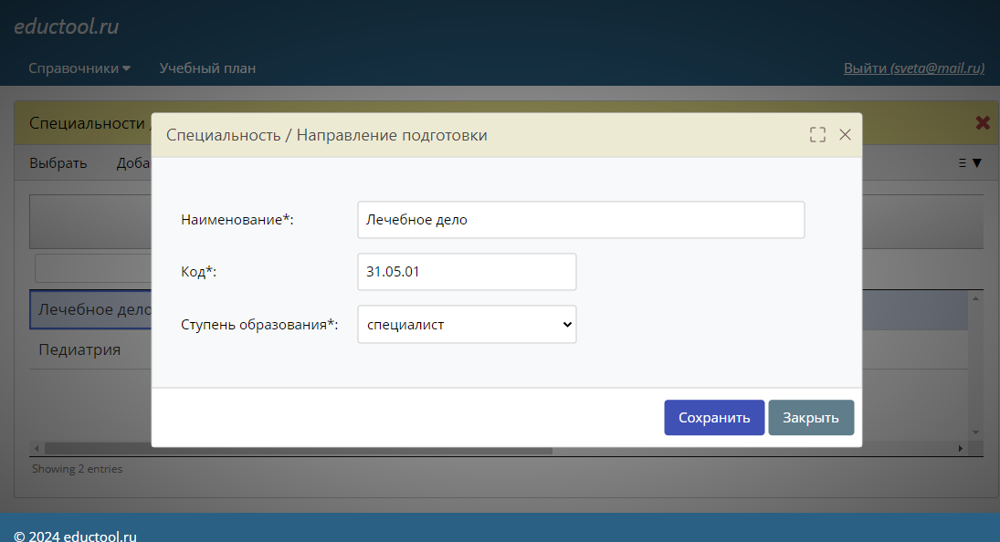 eductool.ru
Справочники
Учебный план
Выйти (sveta@mail.ru)
Специальности /
Выбрать
Специальность / Направление подготовки
Наименование*:
Лечебное дело
Код*:
31.05.01
Ступень образования*:
специалист
Сохранить
Закрыть
Лечебное дело
Педиатрия
Showing 2 entries
© 2024 eductool.ru